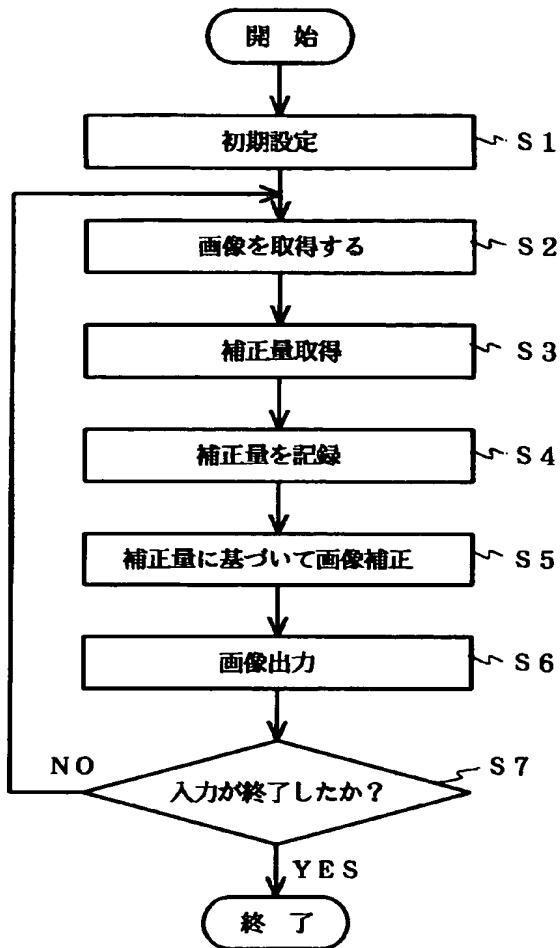 開 始
初期設定 S1
画像を取得する S2
補正量取得 S3
補正量を記録 S4
補正量に基づいて画像補正 S5
画像出力 S6
NO
入力が終了したか？ S7
YES
終 了